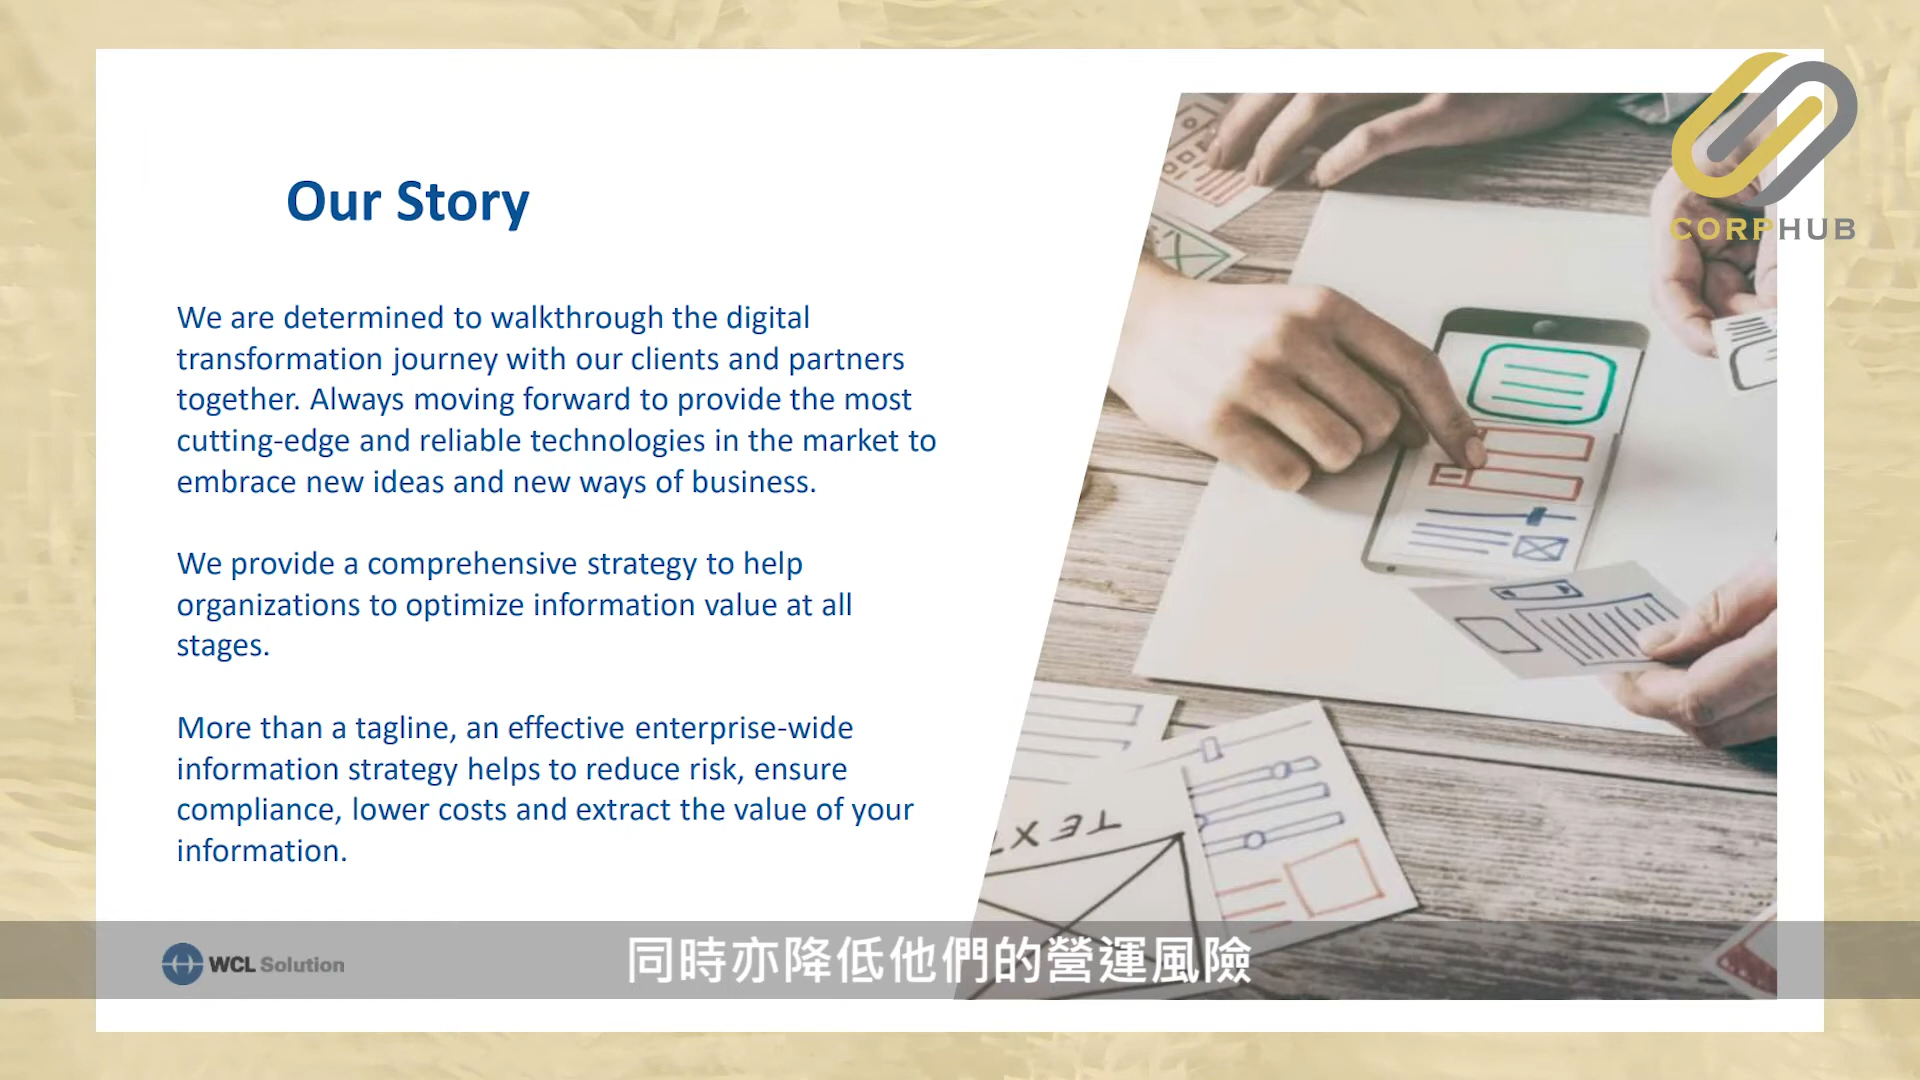 CORPHUB
Our Story
We are determined to walkthrough the digital
transformation journey with our clients and partners
together. Always moving forward to provide the most
cutting-edge and reliable technologies in the market to
embrace new ideas and new ways of business.
We provide a comprehensive strategy to help
organizations to optimize information value at all
stages.
More than a tagline, an effective enterprise-wide
information strategy helps to reduce risk, ensure
compliance, lower costs and extract the value of your
information.
TEXT
WCL Solution
同時亦降低他們的營運風險